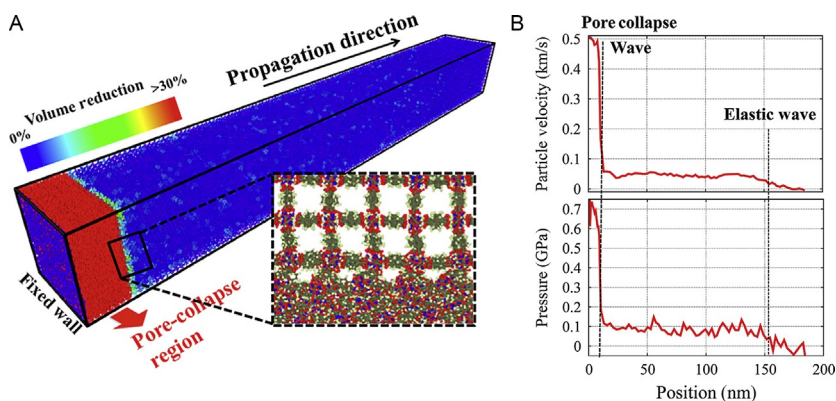 A
Propagation direction
Volume reduction
0%
>30%
Fixed wall
Pore-collapse
region
B
Pore collapse
Wave
Elastic wave
Particle velocity (km/s)
0.5
0.4
0.3
0.2
0.1
0
Pressure (GPa)
0.7
0.6
0.5
0.4
0.3
0.2
0.1
0
0
50
100
150
200
Position (nm)